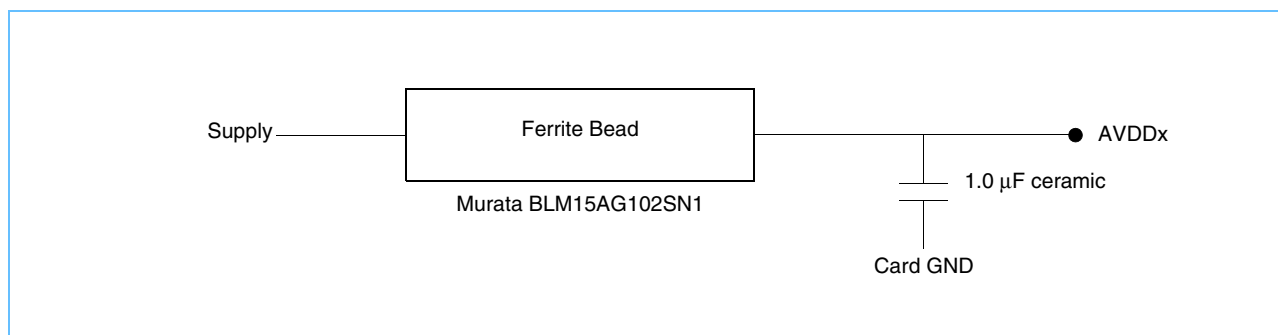 Supply
Ferrite Bead
AVDDx
1.0 μF ceramic
Murata BLM15AG102SN1
Card GND